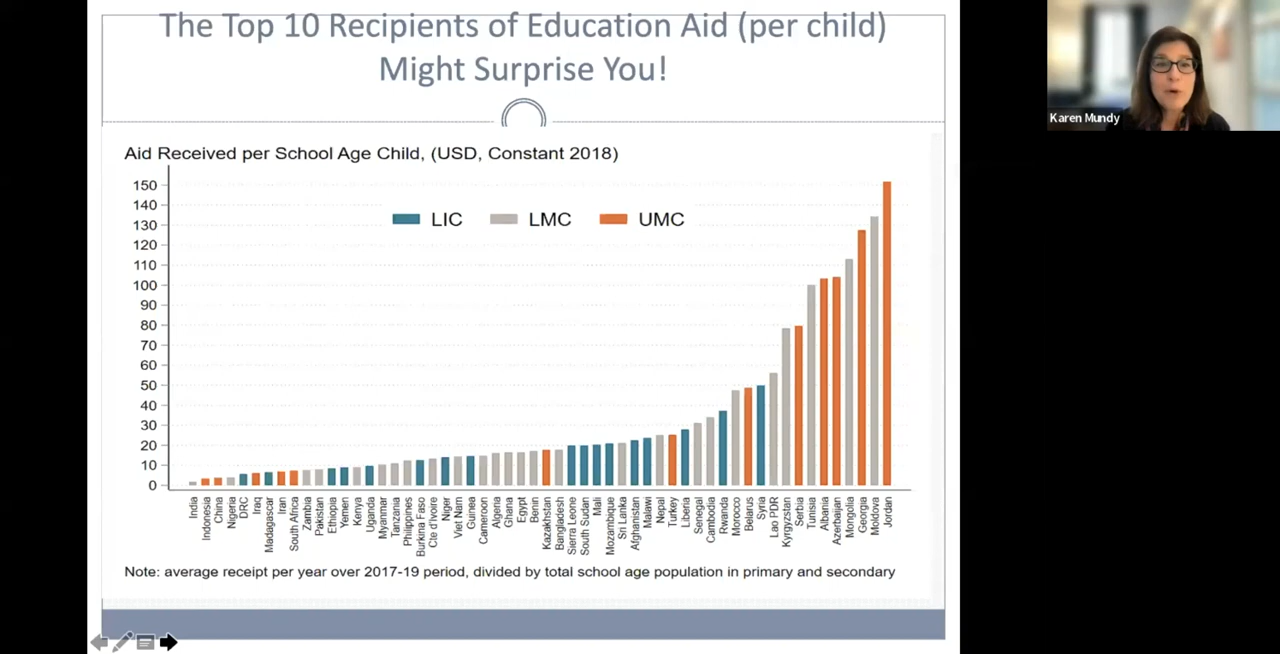 The Top 10 Recipients of Education Aid (per child)
Might Surprise You!
Karen Mundy
Aid Received per School Age Child, (USD, Constant 2018)
LIC
LMC
UMC
150
140
130
120
110
100
90
80
70
60
50
40
30
20
10
0
India
Indonesia
China
Nigeria
DRC
Iraq
Madagascar
Iran
South Africa
Zambia
Pakistan
Ethiopia
Yemen
Kenya
Uganda
Myanmar
Tanzania
Philippines
Burkina Faso
Cte d'Ivoire
Niger
Viet Nam
Guinea
Cameroon
Algeria
Ghana
Egypt
Benin
Kazakhstan
Bangladesh
Sierra Leone
South Sudan
Mali
Mozambique
Sri Lanka
Afghanistan
Malawi
Nepal
Turkey
Liberia
Senegal
Cambodia
Rwanda
Morocco
Belarus
Syria
Lao PDR
Kyrgyzstan
Serbia
Tunisia
Albania
Azerbaijan
Mongolia
Georgia
Moldova
Jordan
Note: average receipt per year over 2017-19 period, divided by total school age population in primary and secondary